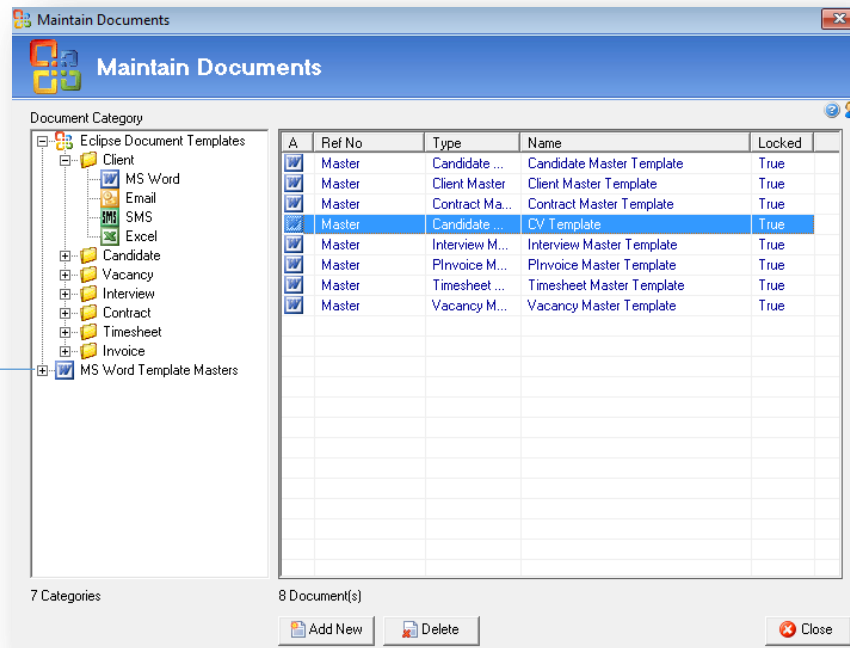 Maintain Documents
Maintain Documents
Document Category
Eclipse Document Templates
Client
MS Word
Email
SMS
SMS
Excel
Candidate
Vacancy
Interview
Contract
Timesheet
Invoice
MS Word Template Masters
A Ref No Type Name Locked
Master Candidate ... Candidate Master Template True
Master Client Master Client Master Template True
Master Contract Ma... Contract Master Template True
Master Candidate ... CV Template True
Master Interview M... Interview Master Template True
Master PInvoice M... PInvoice Master Template True
Master Timesheet ... Timesheet Master Template True
Master Vacancy M... Vacancy Master Template True
7 Categories
8 Document(s)
Add New Delete Close